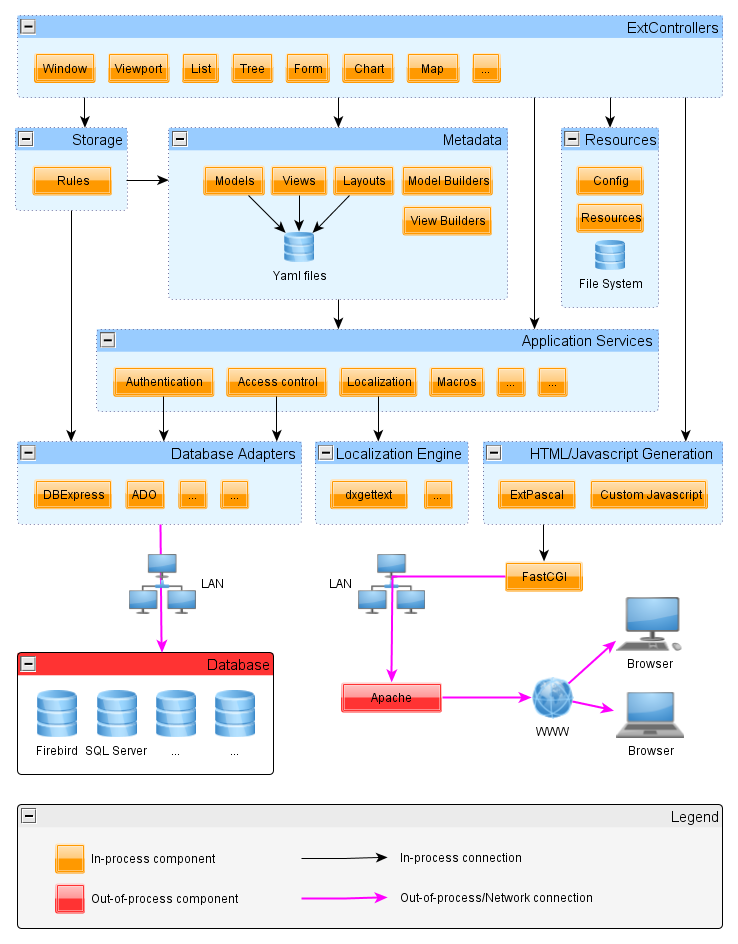 ExtControllers
Window
Viewport
List
Tree
Form
Chart
Map
...
Storage
Rules
Metadata
Models
Views
Layouts
Model Builders
View Builders
Yaml files
Resources
Config
Resources
File System
Application Services
Authentication
Access control
Localization
Macros
...
...
Database Adapters
DBExpress
ADO
...
...
Localization Engine
dxgettext
...
HTML/Javascript Generation
ExtPascal
Custom Javascript
LAN
LAN
FastCGI
Database
Firebird
SQL Server
...
...
Apache
WWW
Browser
Browser
Legend
In-process component
In-process connection
Out-of-process component
Out-of-process/Network connection